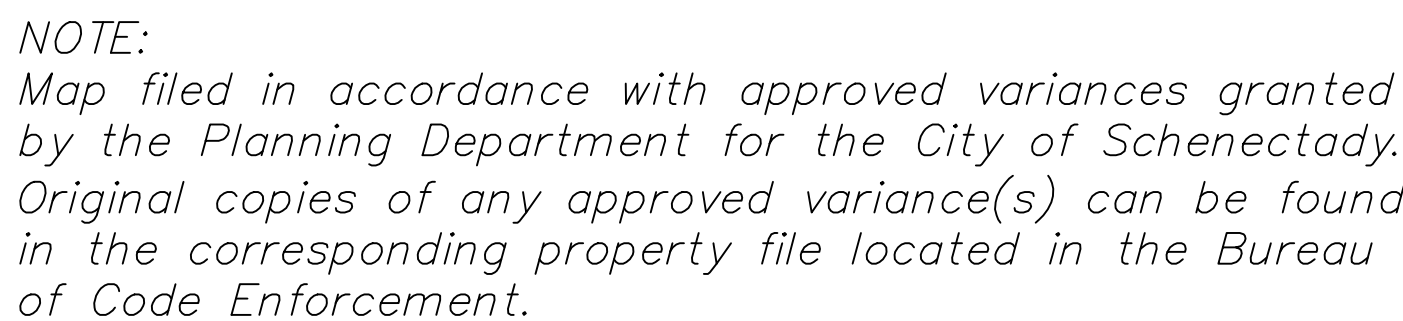 NOTE:
Map filed in accordance with approved variances granted
by the Planning Department for the City of Schenectady.
Original copies of any approved variance(s) can be found
in the corresponding property file located in the Bureau
of Code Enforcement.